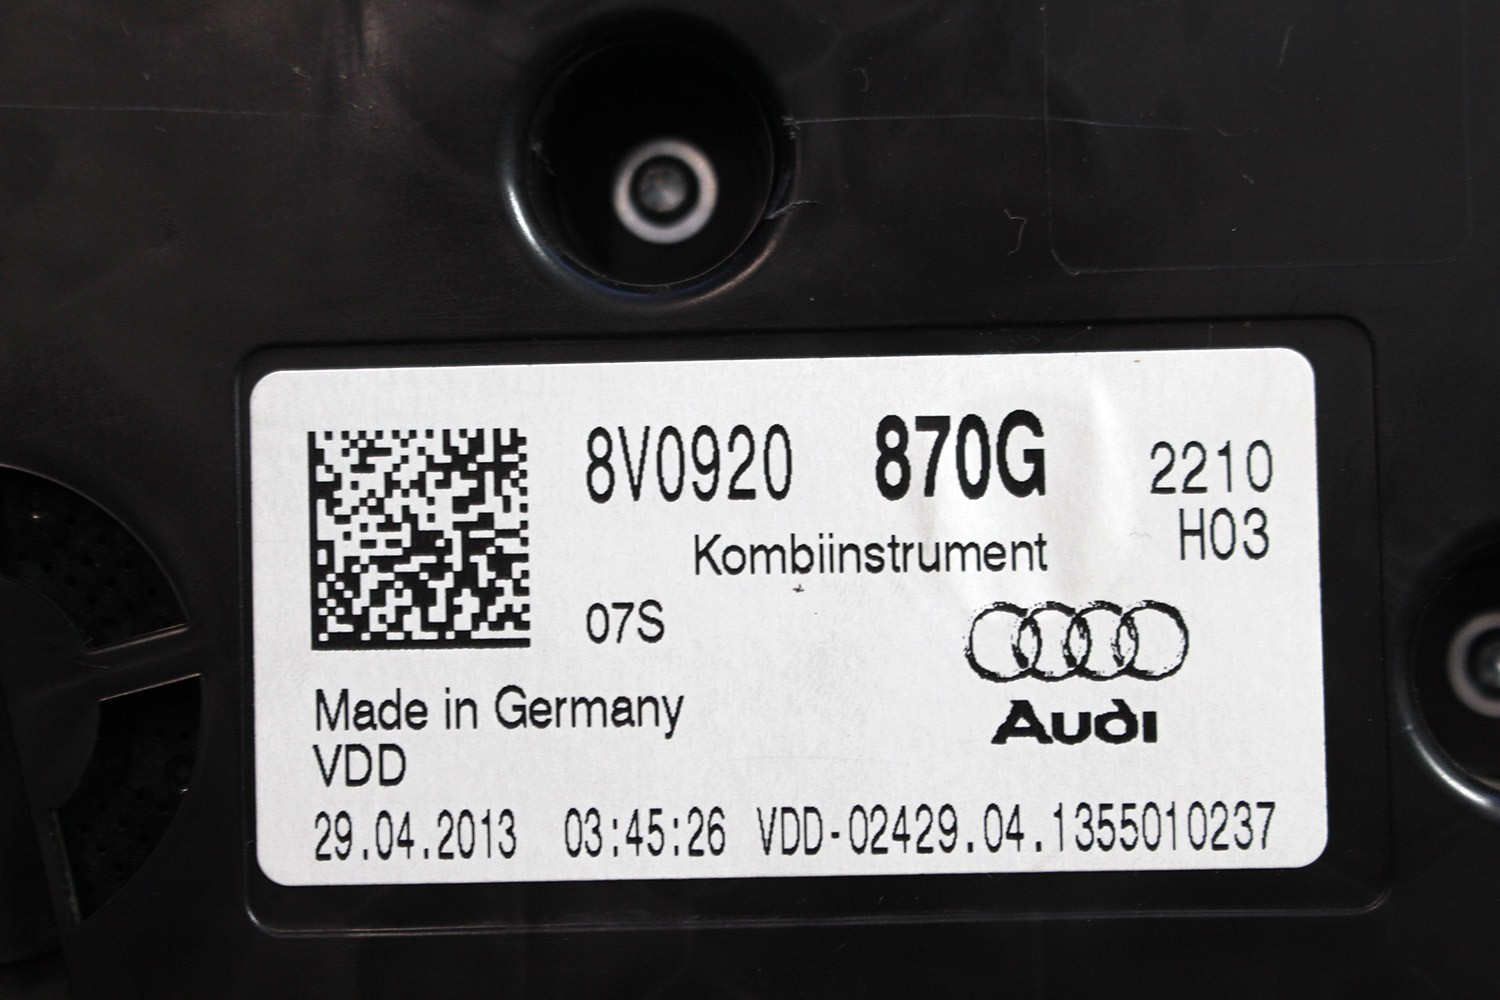 8V0920 870G 2210
H03
Kombiinstrument
07S
Audi
Made in Germany
VDD
29.04.2013 03:45:26 VDD-02429.04.1355010237